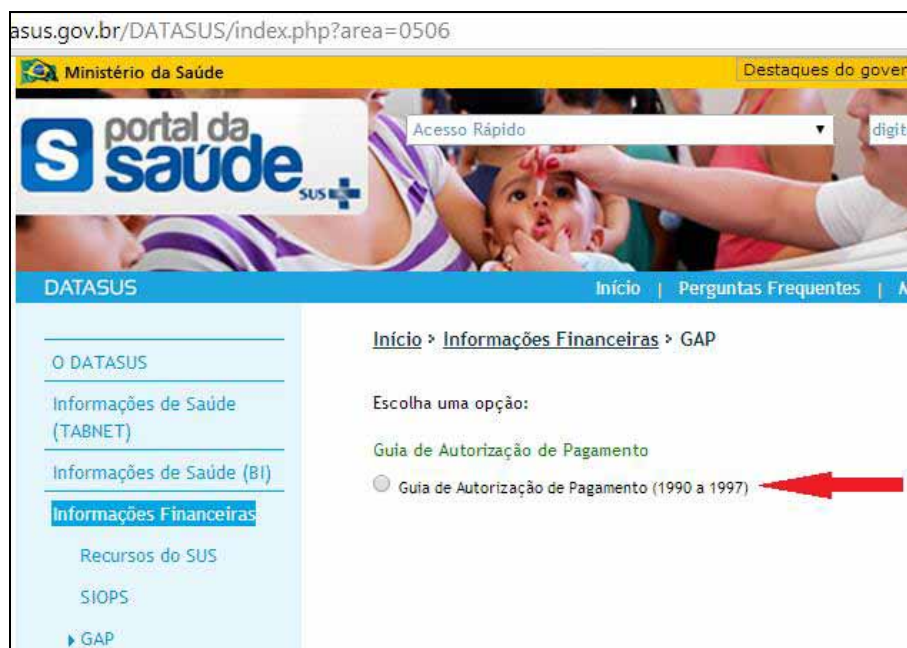 asus.gov.br/DATASUS/index.php?area=0506
Ministério da Saúde
Destaques do gover
portal da
saúde
SUS
Acesso Rápido
digit
DATASUS
Início | Perguntas Frequentes |
O DATASUS
Informações de Saúde
(TABNET)
Informações de Saúde (BI)
Informações Financeiras
Recursos do SUS
SIOPS
GAP
Início > Informações Financeiras > GAP
Escolha uma opção:
Guia de Autorização de Pagamento
Guia de Autorização de Pagamento (1990 a 1997)